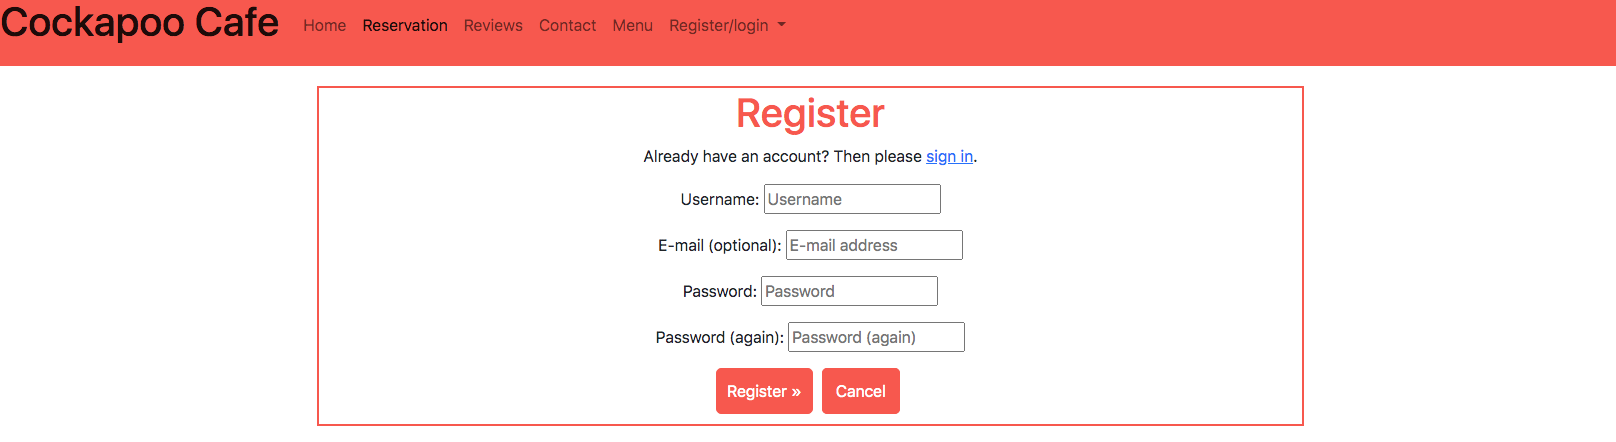 Cockapoo Cafe Home Reservation Reviews Contact Menu Register/login
Register
Already have an account? Then please sign in.
Username: Username
E-mail (optional): E-mail address
Password: Password
Password (again): Password (again)
Register » Cancel